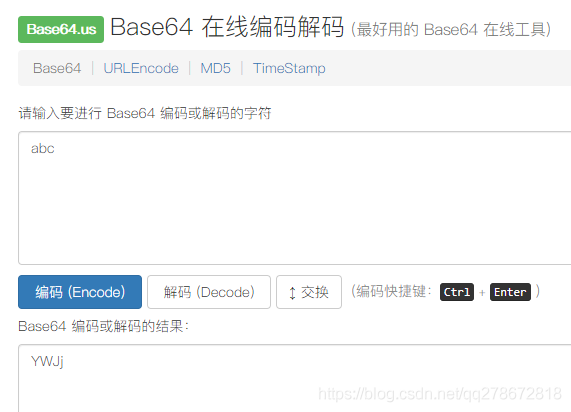 Base64.us Base64 在线编码解码 (最好用的 Base64 在线工具)
Base64 | URLEncode | MD5 | TimeStamp
请输入要进行 Base64 编码或解码的字符
abc
编码 (Encode) 解码 (Decode) ↕ 交换 (编码快捷键: Ctrl + Enter )
Base64 编码或解码的结果:
YWJj
https://blog.csdn.net/qq278672818